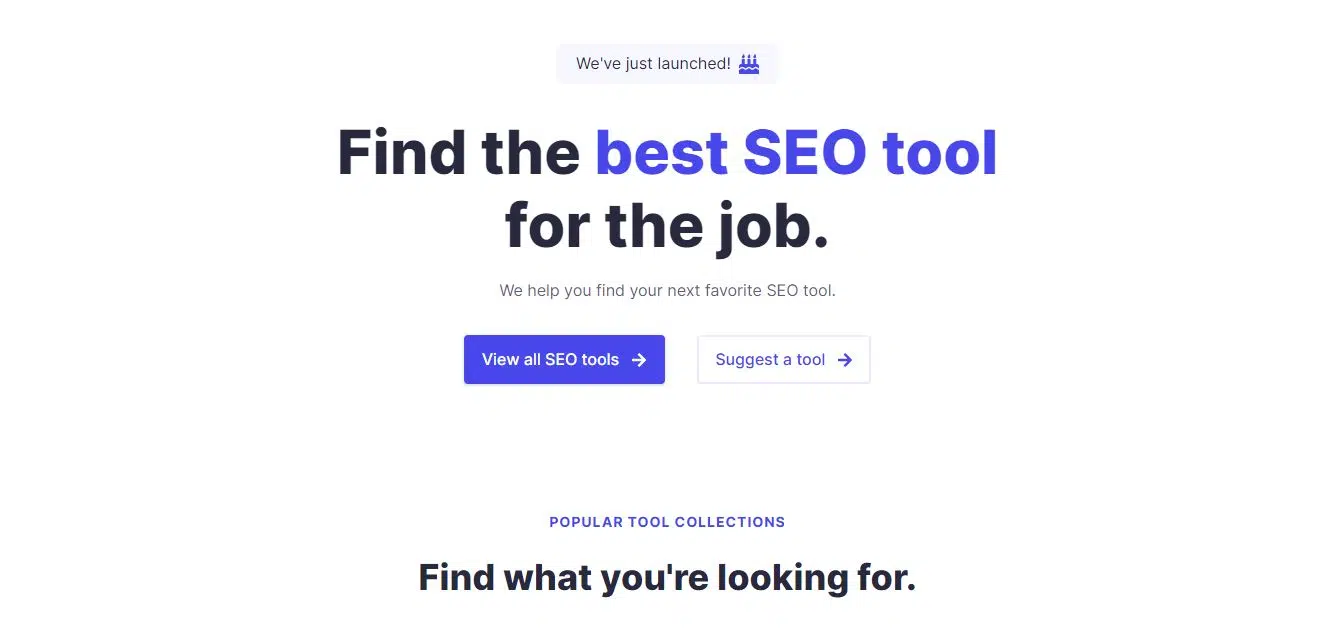 We've just launched!
Find the best SEO tool
for the job.
We help you find your next favorite SEO tool.
View all SEO tools
Suggest a tool
POPULAR TOOL COLLECTIONS
Find what you're looking for.